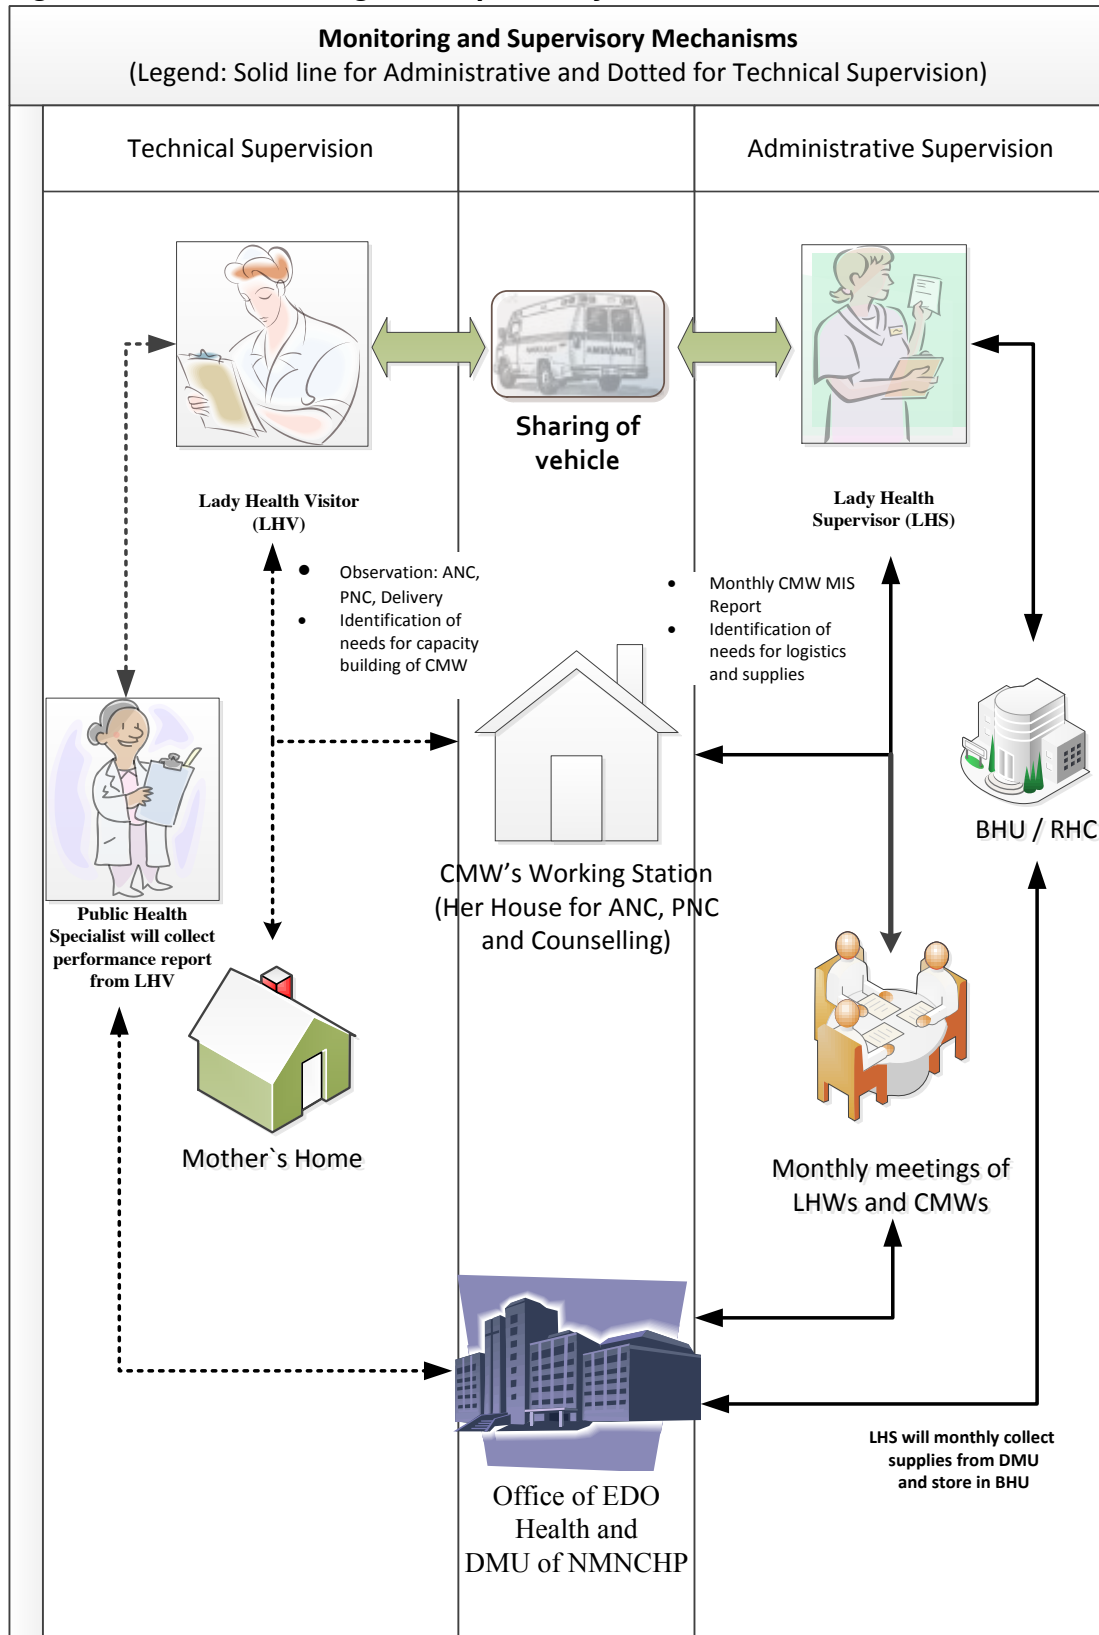 Monitoring and Supervisory Mechanisms
(Legend: Solid line for Administrative and Dotted for Technical Supervision)
Technical Supervision
Administrative Supervision
AMBULANCE
Sharing of
vehicle
Lady Health Visitor
(LHV)
Lady Health
Supervisor (LHS)
• Observation: ANC,
PNC, Delivery
• Identification of
needs for capacity
building of CMW
• Monthly CMW MIS
Report
• Identification of
needs for logistics
and supplies
BHU / RHC
CMW's Working Station
(Her House for ANC, PNC
and Counselling)
Public Health
Specialist will collect
performance report
from LHV
Mother`s Home
Monthly meetings of
LHWs and CMWs
LHS will monthly collect
supplies from DMU
and store in BHU
Office of EDO
Health and
DMU of NMNCHP